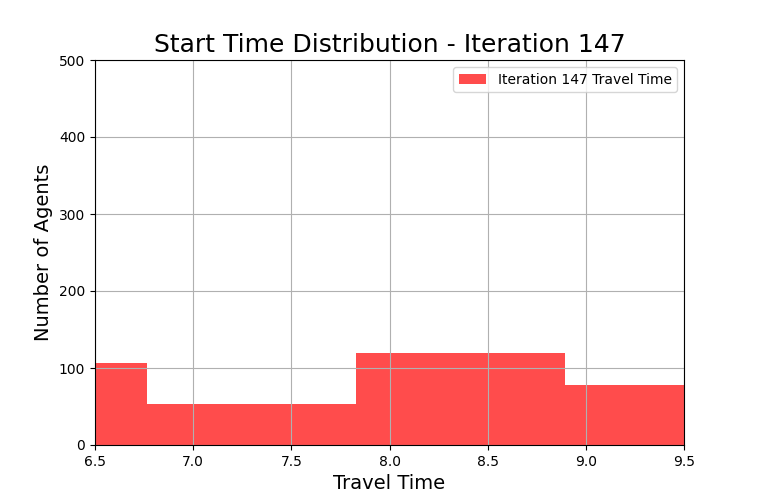 Start Time Distribution - Iteration 147
Iteration 147 Travel Time
500
400
300
200
100
0
Number of Agents
6.5 7.0 7.5 8.0 8.5 9.0 9.5
Travel Time